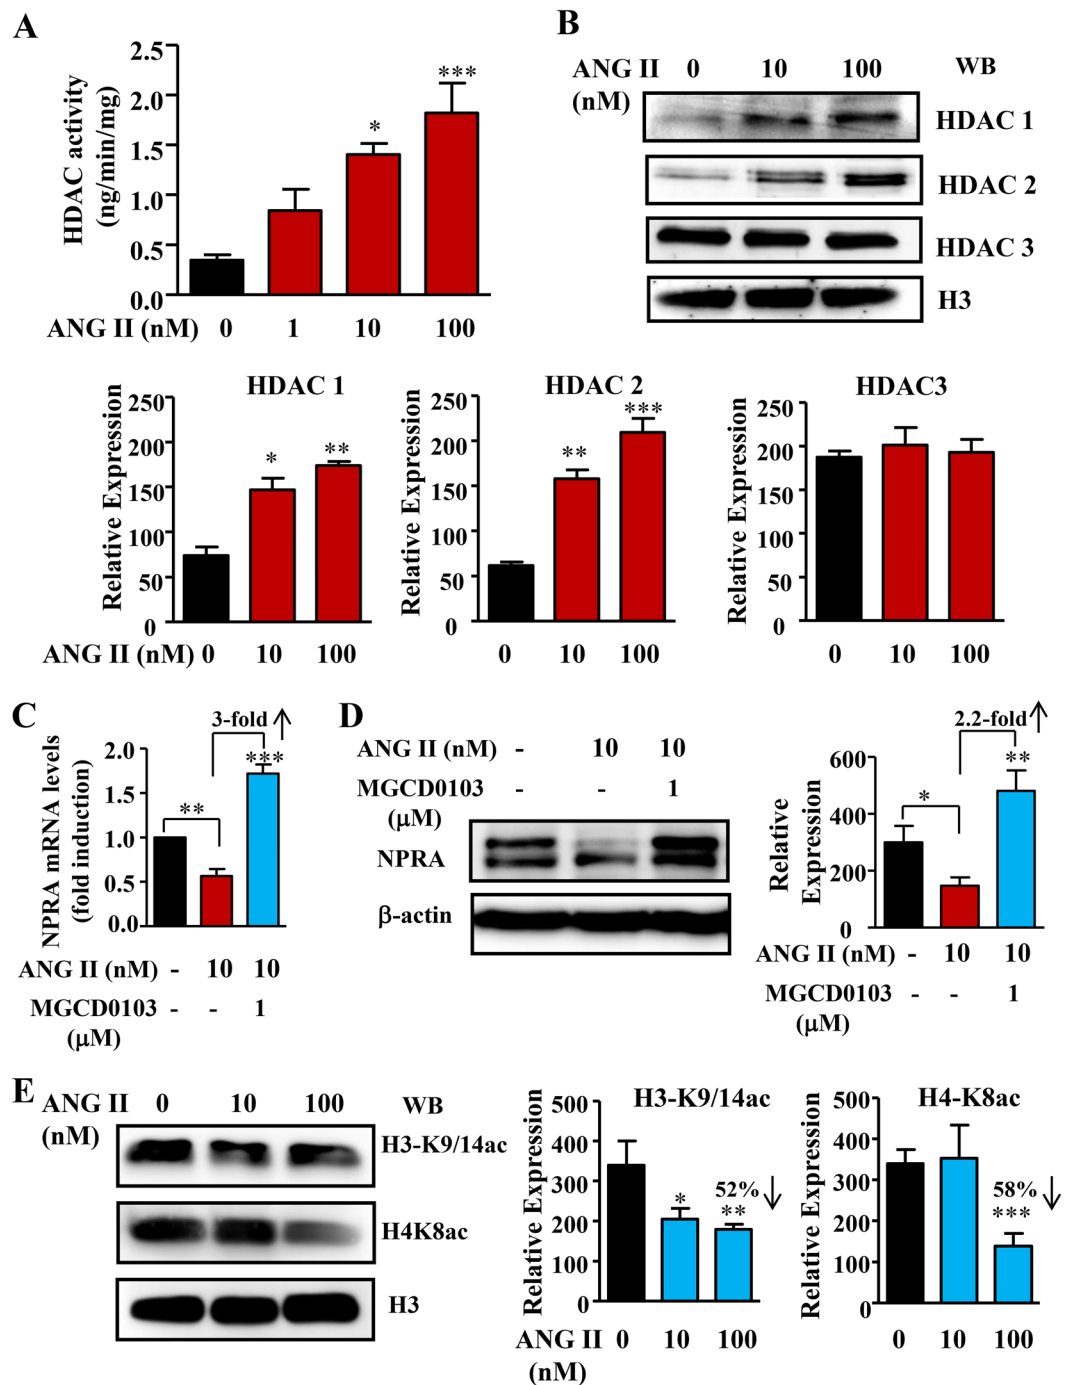 A
2.5
2.0
1.5
1.0
0.5
0.0
HDAC activity
(ng/min/mg)
*
***
ANG II (nM) 0 1 10 100
B
ANG II 0 10 100 WB
(nM)
HDAC 1
HDAC 2
HDAC 3
H3
HDAC 1
Relative Expression
250
200
150
100
50
0
*
**
ANG II (nM) 0 10 100
HDAC 2
Relative Expression
250
200
150
100
50
0
**
***
0 10 100
HDAC3
Relative Expression
250
200
150
100
50
0
0 10 100
C
3-fold ↑
NPRA mRNA levels
(fold induction)
2.0
1.5
1.0
0.5
0.0
**
***
ANG II (nM) - 10 10
MGCD0103 - - 1
(μM)
D
ANG II (nM) - 10 10
MGCD0103 - - 1
(μM)
NPRA
β-actin
2.2-fold ↑
Relative
Expression
600
400
200
0
*
**
ANG II (nM) - 10 10
MGCD0103 - - 1
(μM)
E
ANG II 0 10 100 WB
(nM)
H3-K9/14ac
H4K8ac
H3
H3-K9/14ac
Relative Expression
500
400
300
200
100
0
*
52% ↓
**
ANG II 0 10 100
(nM)
H4-K8ac
Relative Expression
500
400
300
200
100
0
58% ↓
***
0 10 100